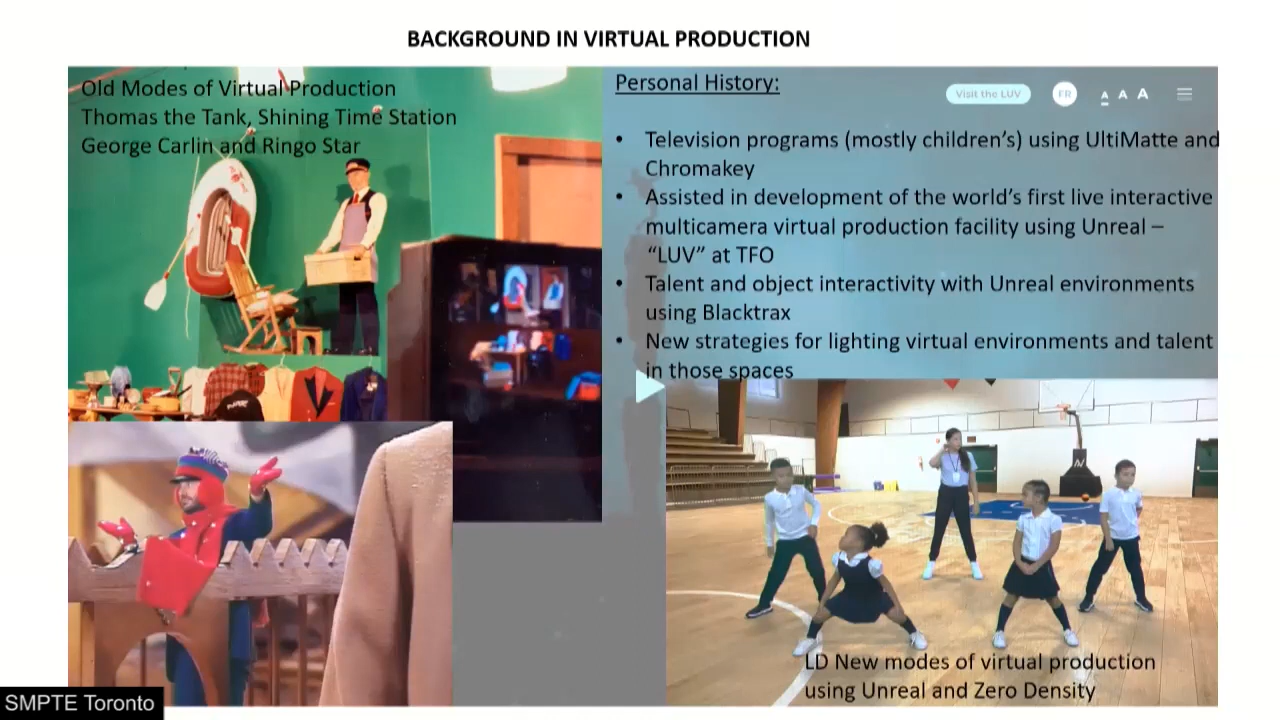 BACKGROUND IN VIRTUAL PRODUCTION
Old Modes of Virtual Production
Thomas the Tank, Shining Time Station
George Carlin and Ringo Star
Personal History:
Visit the LUV
FR
A A A
• Television programs (mostly children's) using UltiMatte and
Chromakey
• Assisted in development of the world's first live interactive
multicamera virtual production facility using Unreal –
"LUV" at TFO
• Talent and object interactivity with Unreal environments
using Blacktrax
• New strategies for lighting virtual environments and talent
in those spaces
LD New modes of virtual production
using Unreal and Zero Density
SMPTE Toronto